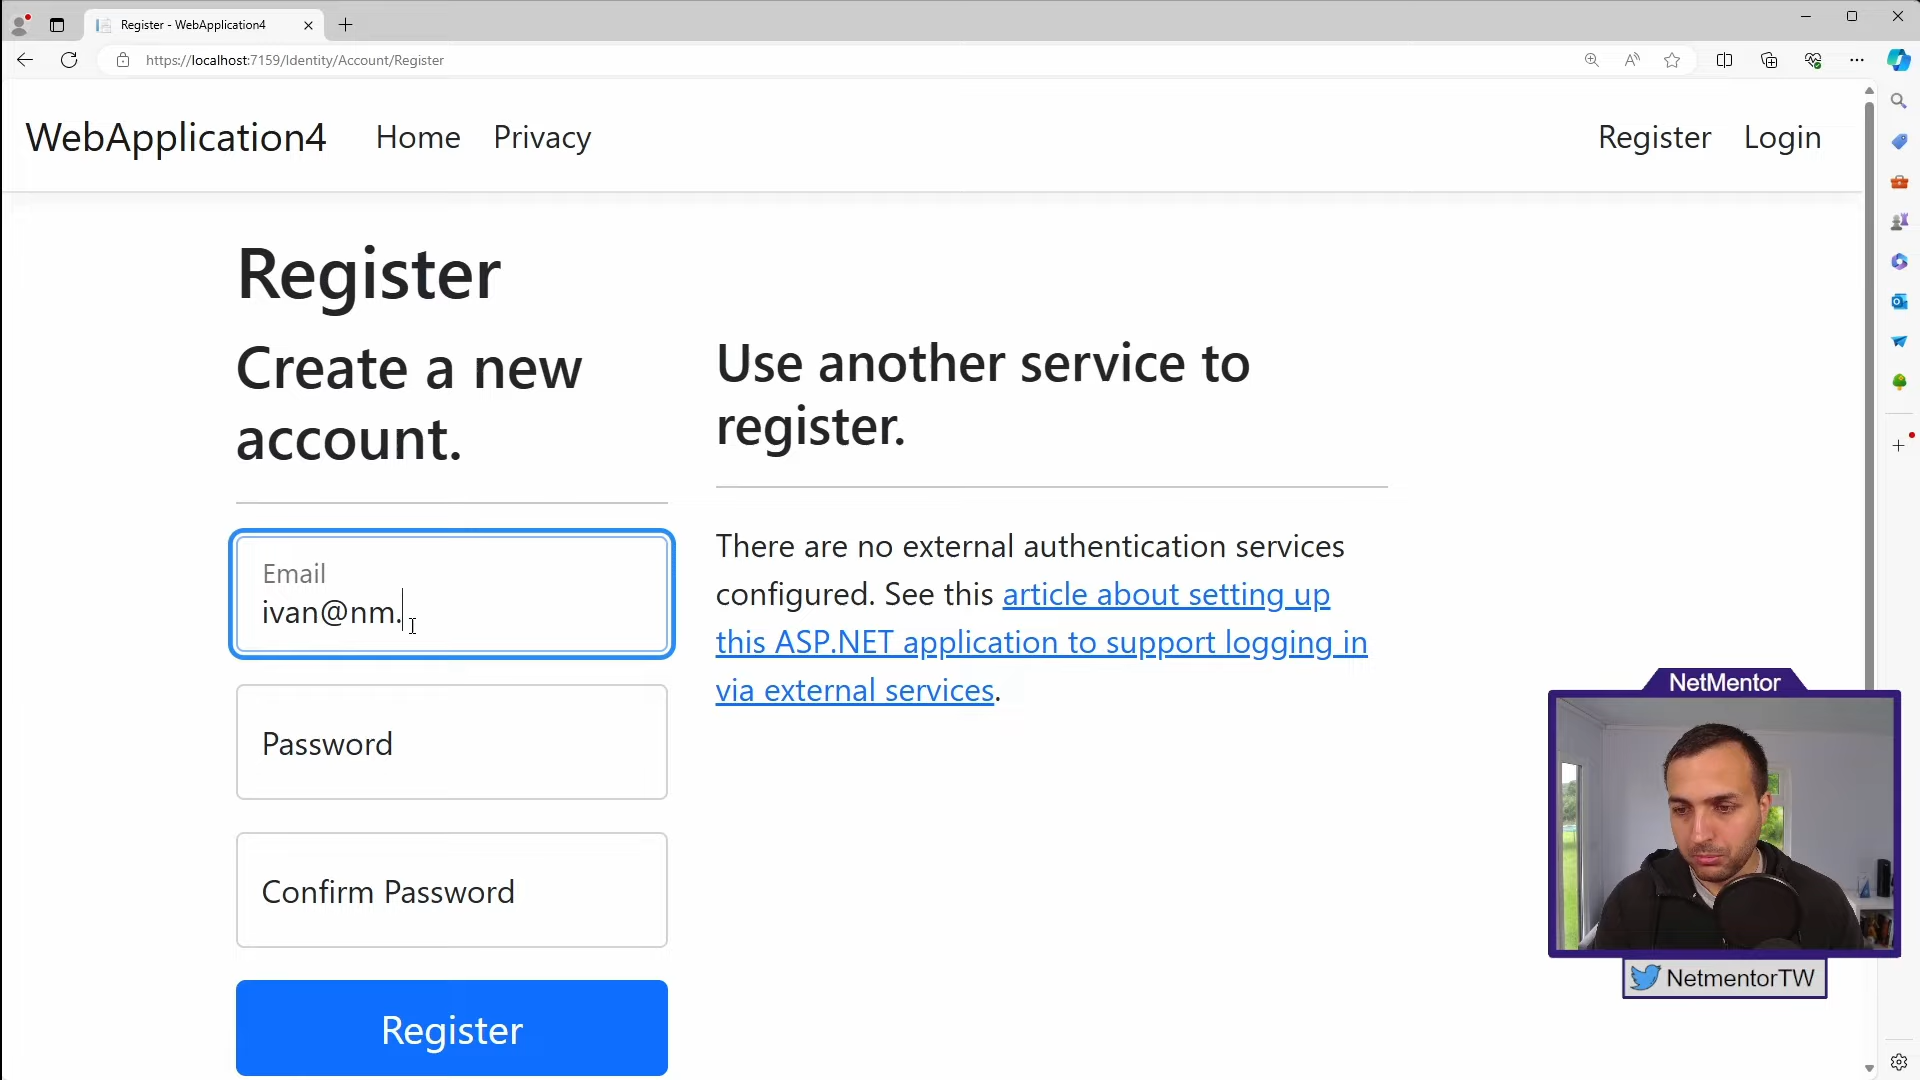 Register - WebApplication4
https://localhost:7159/Identity/Account/Register
WebApplication4
Home
Privacy
Register
Login
Register
Create a new
account.
Email
ivan@nm.
Password
Confirm Password
Register
Use another service to
register.
There are no external authentication services
configured. See this article about setting up
this ASP.NET application to support logging in
via external services.
NetMentor
NetmentorTW